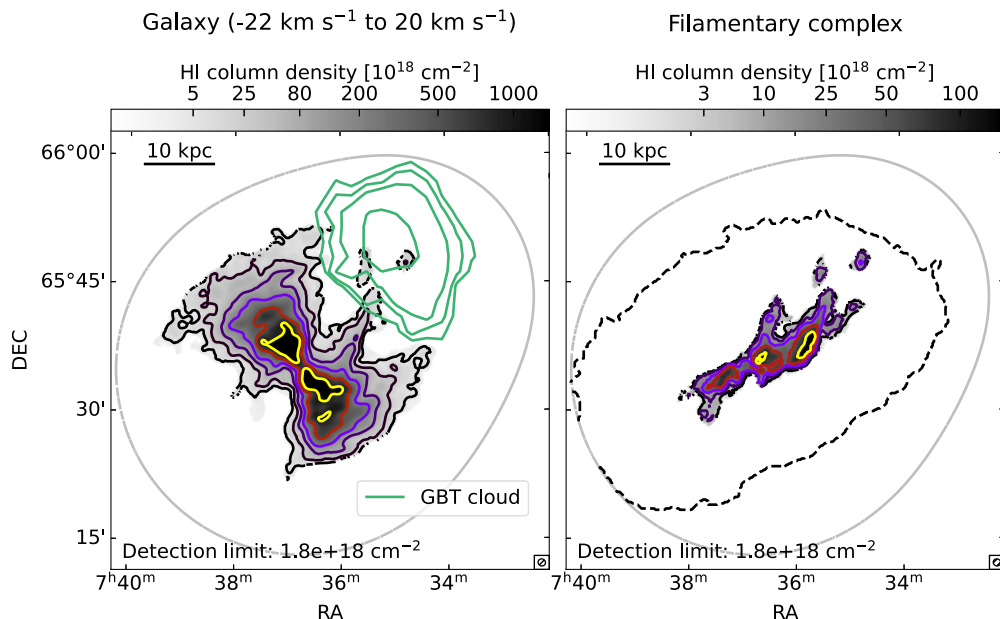 Galaxy (-22 km s⁻¹ to 20 km s⁻¹)
HI column density [10¹⁸ cm⁻²]
5 25 80 200 500 1000
10 kpc
66°00'
65°45'
30'
15'
DEC
GBT cloud
Detection limit: 1.8e+18 cm⁻²
7ʰ40ᵐ 38ᵐ 36ᵐ 34ᵐ
RA
Filamentary complex
HI column density [10¹⁸ cm⁻²]
3 10 25 50 100
10 kpc
Detection limit: 1.8e+18 cm⁻²
7ʰ40ᵐ 38ᵐ 36ᵐ 34ᵐ
RA